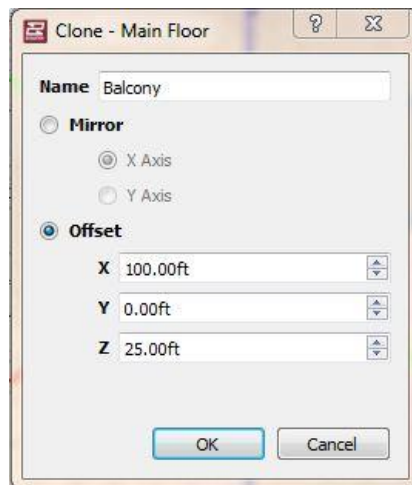 Clone - Main Floor
Name Balcony
Mirror
X Axis
Y Axis
Offset
X 100.00ft
Y 0.00ft
Z 25.00ft
OK Cancel